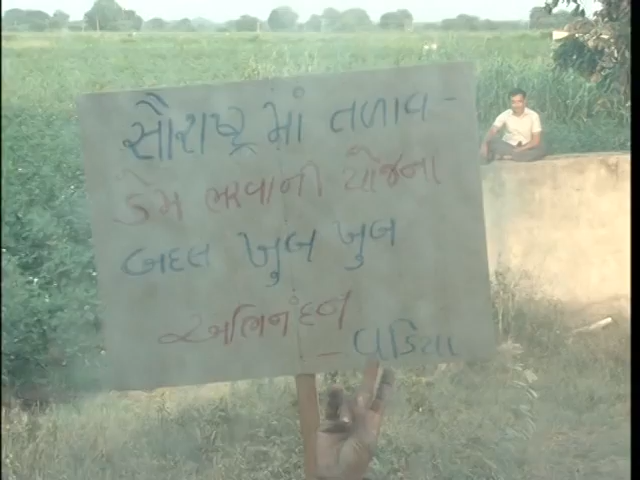 સૌરાષ્ટ્ર માં તળાવ -
ડેમ ભરવાની યોજના
બદલ ખુબ ખુબ
અભિનંદન
- વડિયા